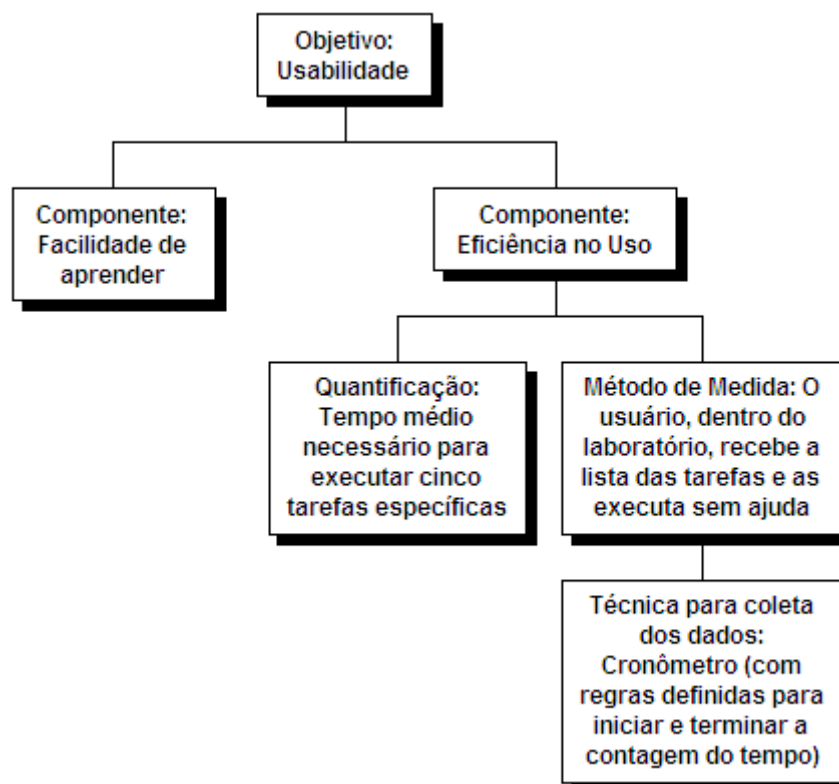 Objetivo:
Usabilidade
Componente:
Facilidade de
aprender
Componente:
Eficiência no Uso
Quantificação:
Tempo médio
necessário para
executar cinco
tarefas específicas
Método de Medida: O
usuário, dentro do
laboratório, recebe a
lista das tarefas e as
executa sem ajuda
Técnica para coleta
dos dados:
Cronômetro (com
regras definidas para
iniciar e terminar a
contagem do tempo)